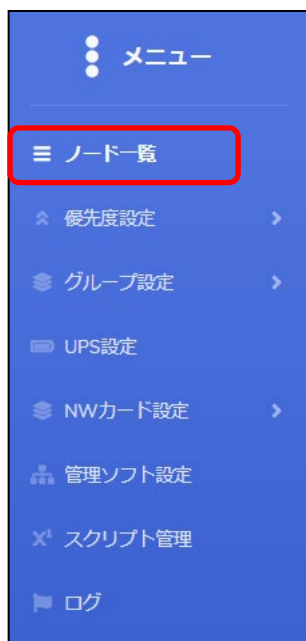 メニュー
ノード一覧
優先度設定
グループ設定
UPS設定
NWカード設定
管理ソフト設定
スクリプト管理
ログ